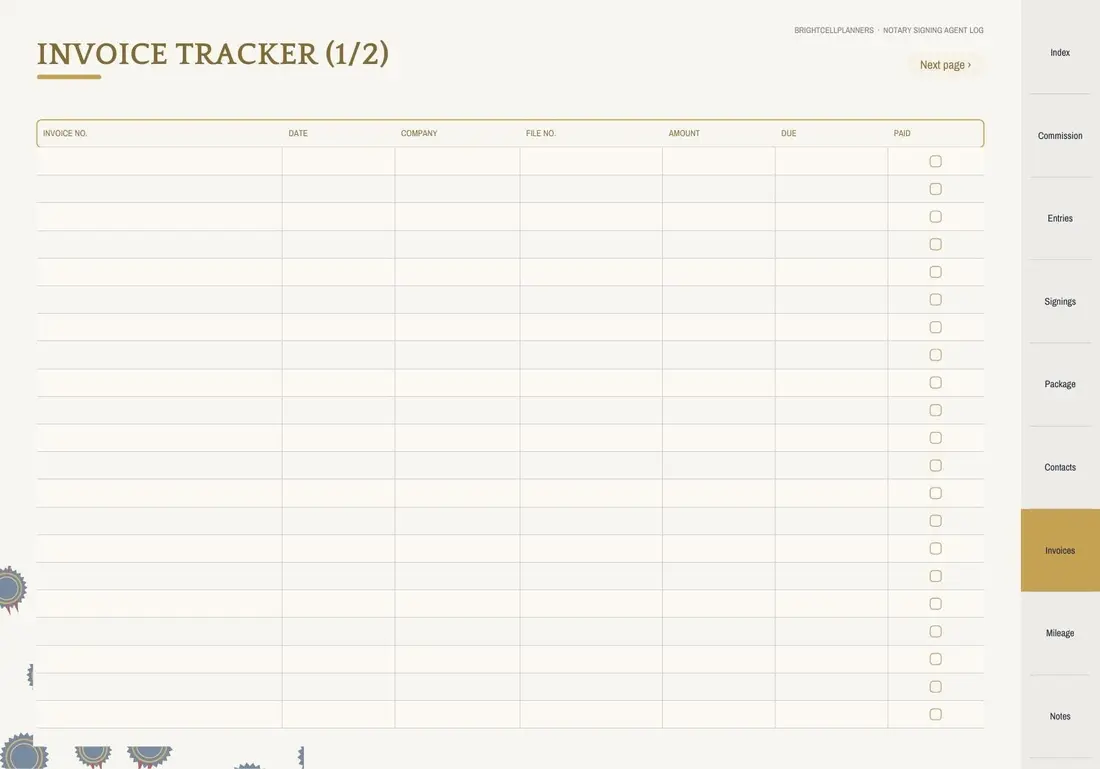 BRIGHTCELLPLANNERS · NOTARY SIGNING AGENT LOG
INVOICE TRACKER (1/2)
Next page ›
INVOICE NO. DATE COMPANY FILE NO. AMOUNT DUE PAID
Index
Commission
Entries
Signings
Package
Contacts
Invoices
Mileage
Notes